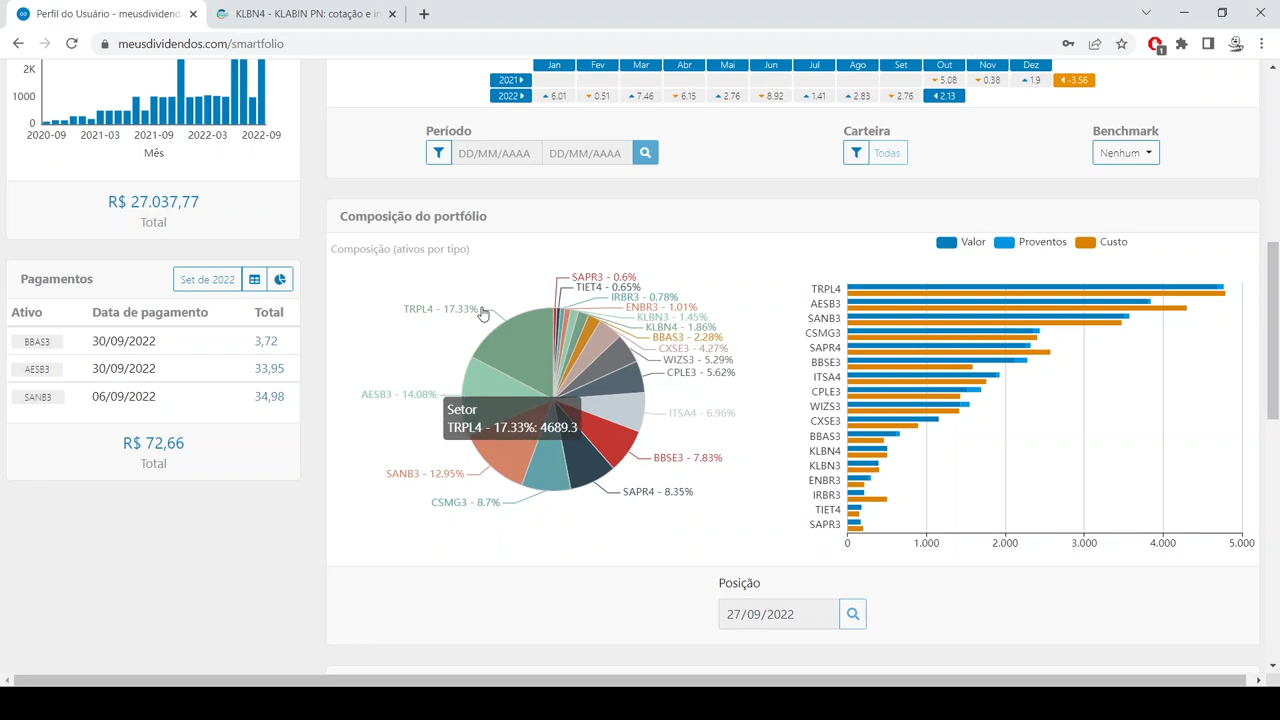 Perfil do Usuário - meusdividend
KLBN4 - KLABIN PN: cotação e in
meusdividendos.com/smartfolio
1
2K
1000
0
2020-09 2021-03 2021-09 2022-03 2022-09
Mês
R$ 27.037,77
Total
Pagamentos
Set de 2022
Ativo Data de pagamento Total
BBAS3 30/09/2022 3,72
AESB3 30/09/2022 33,95
SANB3 06/09/2022 34,98
R$ 72,66
Total
Jan Fev Mar Abr Mai Jun Jul Ago Set Out Nov Dez
2021 5.08 0.38 1.9 -3.56
2022 6.01 0.51 7.46 6.15 2.76 8.92 1.41 2.83 2.76 2.13
Período Carteira Benchmark
DD/MM/AAAA DD/MM/AAAA Todas Nenhum
Composição do portfólio
Composição (ativos por tipo)
SAPR3 - 0.6%
TIET4 - 0.65%
IRBR3 - 0.78%
ENBR3 - 1.01%
KLBN3 - 1.45%
KLBN4 - 1.86%
BBAS3 - 2.28%
CXSE3 - 4.27%
WIZS3 - 5.29%
CPLE3 - 5.62%
ITSA4 - 6.96%
BBSE3 - 7.83%
SAPR4 - 8.35%
CSMG3 - 8.7%
SANB3 - 12.95%
AESB3 - 14.08%
TRPL4 - 17.33%
Setor
TRPL4 - 17.33%: 4689.3
Valor Proventos Custo
TRPL4
AESB3
SANB3
CSMG3
SAPR4
BBSE3
ITSA4
CPLE3
WIZS3
CXSE3
BBAS3
KLBN4
KLBN3
ENBR3
IRBR3
TIET4
SAPR3
0 1.000 2.000 3.000 4.000 5.000
Posição
27/09/2022